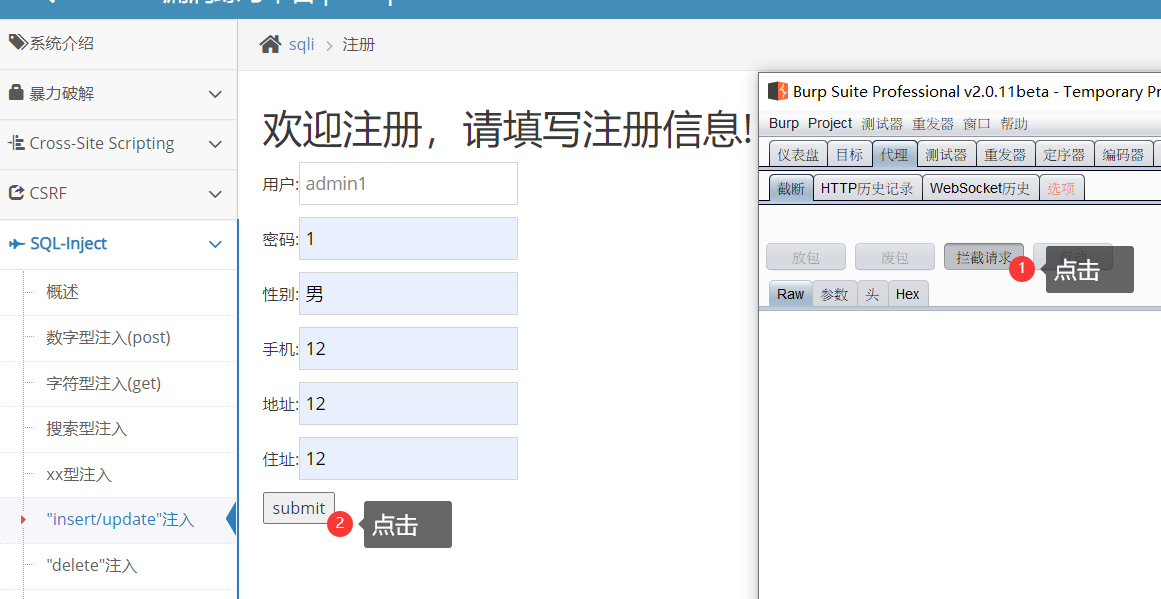 系统介绍
暴力破解
Cross-Site Scripting
CSRF
SQL-Inject
概述
数字型注入(post)
字符型注入(get)
搜索型注入
xx型注入
"insert/update"注入
"delete"注入
sqli > 注册
欢迎注册，请填写注册信息!
用户: admin1
密码: 1
性别: 男
手机: 12
地址: 12
住址: 12
submit
2 点击
Burp Suite Professional v2.0.11beta - Temporary Pr
Burp Project 测试器 重发器 窗口 帮助
仪表盘 目标 代理 测试器 重发器 定序器 编码器
截断 HTTP历史记录 WebSocket历史 选项
放包 废包 拦截请求
1 点击
Raw 参数 头 Hex